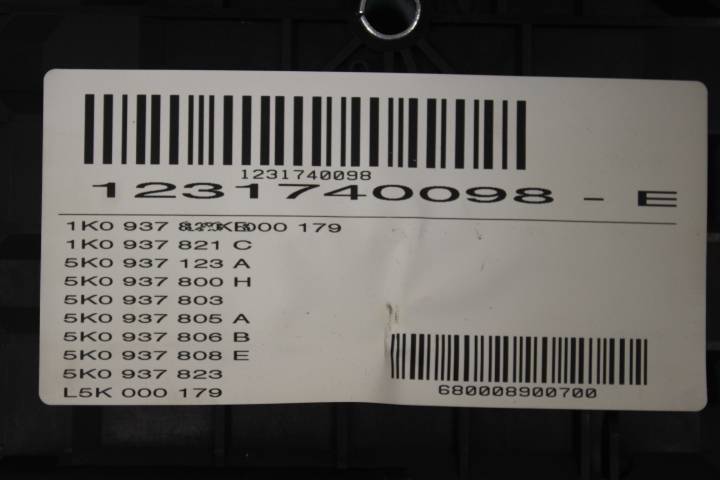 1231740098
1231740098 - E
1K0 937 000 179
1K0 937 821 C
5K0 937 123 A
5K0 937 800 H
5K0 937 803
5K0 937 805 A
5K0 937 806 B
5K0 937 808 E
5K0 937 823
L5K 000 179
680008900700